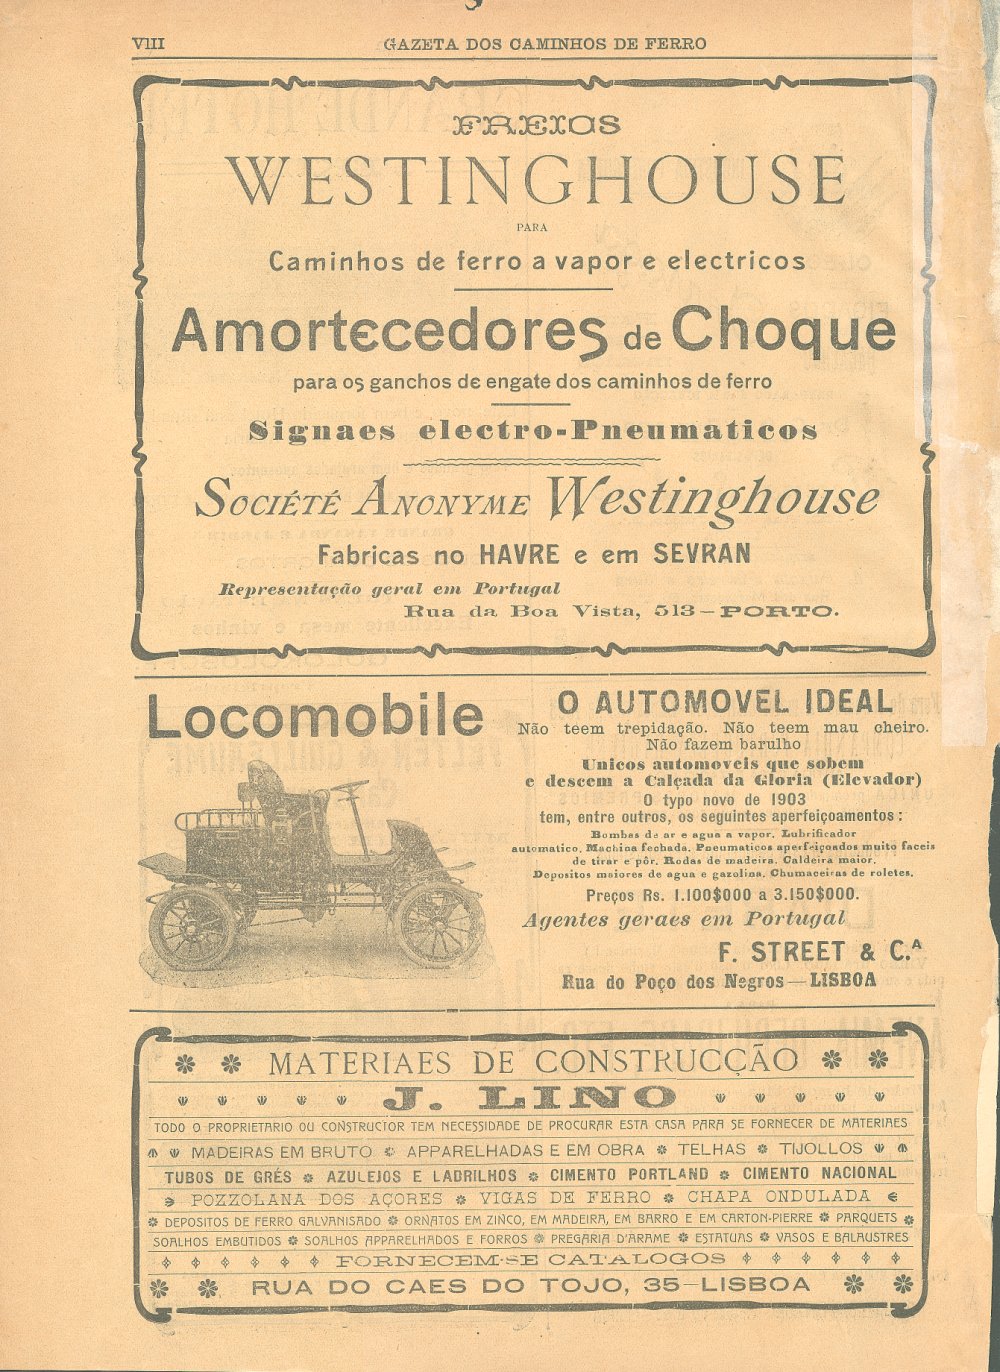 VIII
GAZETA DOS CAMINHOS DE FERRO
FREIOS
WESTINGHOUSE
PARA
Caminhos de ferro a vapor e electricos
Amortecedores de Choque
para os ganchos de engate dos caminhos de ferro
Signaes electro-Pneumaticos
SOCIÉTÉ ANONYME Westinghouse
Fabricas no HAVRE e em SEVRAN
Representação geral em Portugal
Rua da Boa Vista, 513—PORTO.
Locomobile
O AUTOMOVEL IDEAL
Não teem trepidação. Não teem mau cheiro.
Não fazem barulho
Unicos automoveis que sobem
e descem a Calçada da Gloria (Elevador)
O typo novo de 1903
tem, entre outros, os seguintes aperfeiçoamentos:
Bombas de ar e agua a vapor. Lubrificador
automatico. Machina fechada. Pneumaticos aperfeiçoados muito faceis
de tirar e pôr. Rodas de madeira. Caldeira maior.
Depositos maiores de agua e gazolina. Chumaceiras de roletes.
Preços Rs. 1.100$000 a 3.150$000.
Agentes geraes em Portugal
F. STREET & C.ᴬ
Rua do Poço dos Negros—LISBOA
MATERIAES DE CONSTRUCÇÃO
J. LINO
TODO O PROPRIETARIO OU CONSTRUCTOR TEM NECESSIDADE DE PROCURAR ESTA CASA PARA SE FORNECER DE MATERIAES
MADEIRAS EM BRUTO * APPARELHADAS E EM OBRA * TELHAS * TIJOLLOS
TUBOS DE GRÉS * AZULEJOS E LADRILHOS * CIMENTO PORTLAND * CIMENTO NACIONAL
POZZOLANA DOS AÇORES * VIGAS DE FERRO * CHAPA ONDULADA
* DEPOSITOS DE FERRO GALVANISADO * ORNATOS EM ZINCO, EM MADEIRA, EM BARRO E EM CARTON-PIERRE * PARQUETS *
SOALHOS EMBUTIDOS * SOALHOS APPARELHADOS E FORROS * PREGARIA D'ARAME * ESTATUAS * VASOS E BALAUSTRES
FORNECEM-SE CATALOGOS
RUA DO CAES DO TOJO, 35—LISBOA